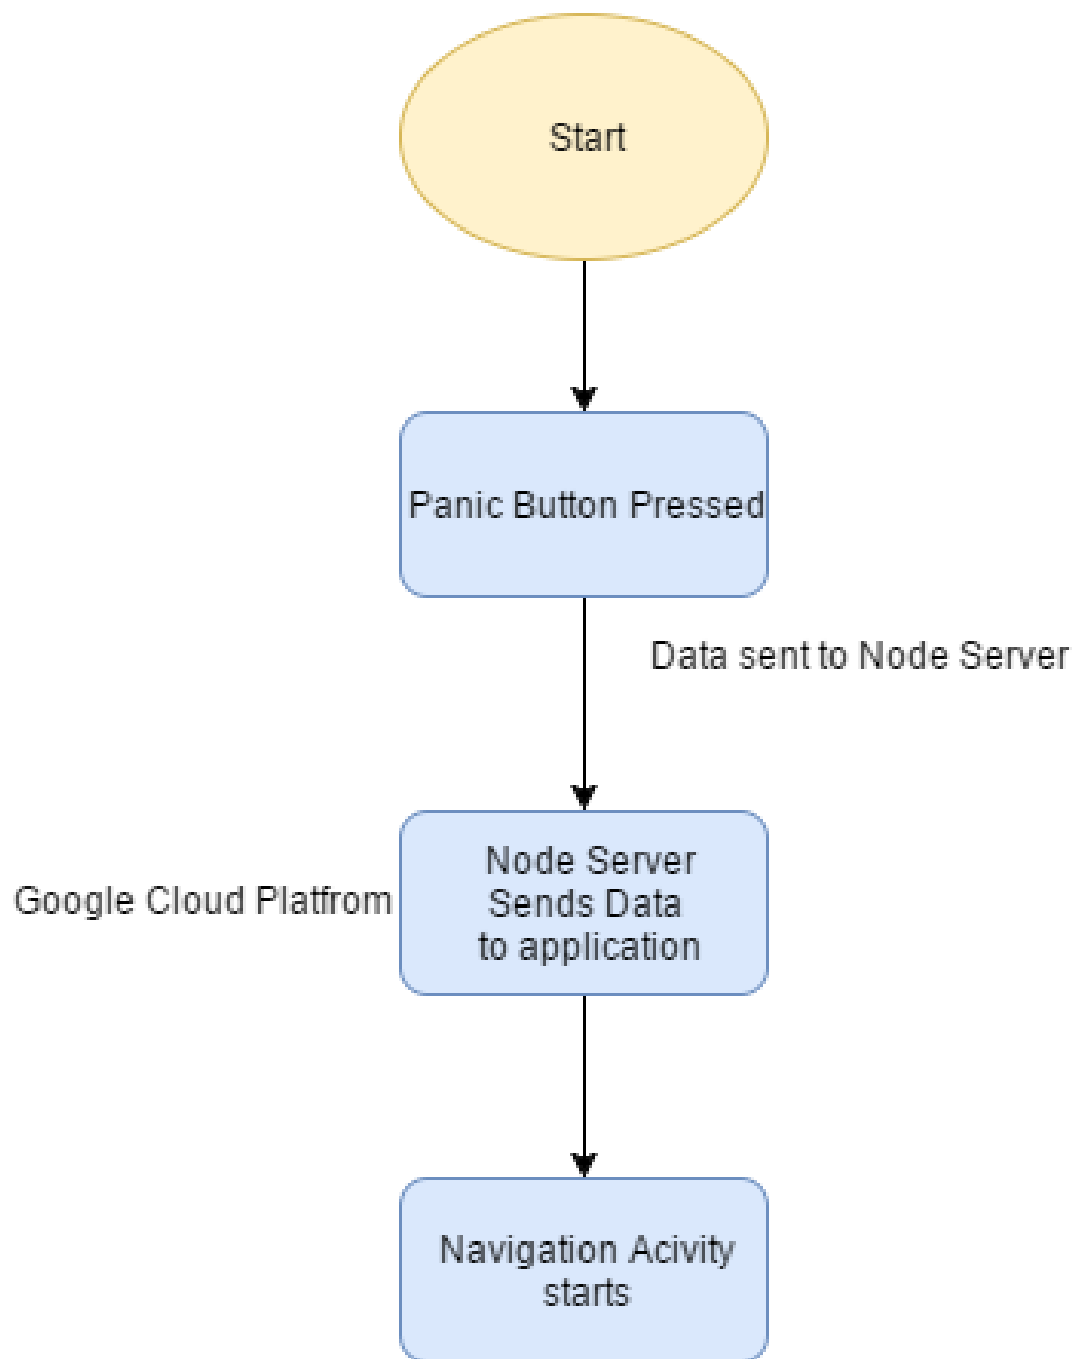 Start
Panic Button Pressed
Data sent to Node Server
Google Cloud Platfrom
Node Server
Sends Data
to application
Navigation Acivity
starts